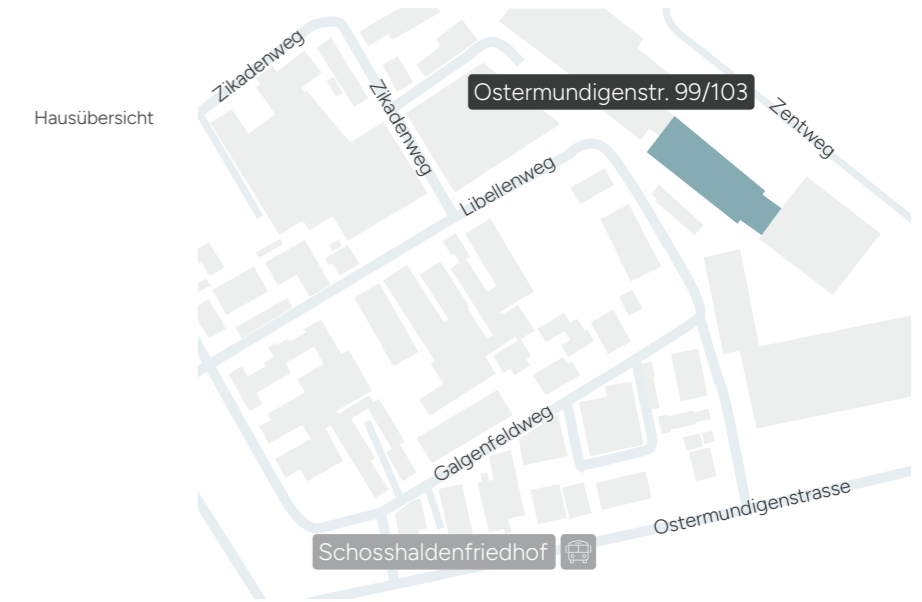 Zikadenweg
Zikadenweg
Ostermundigenstr. 99/103
Hausübersicht
Zentweg
Libellenweg
Galgenfeldweg
Ostermundigenstrasse
Schosshaldenfriedhof